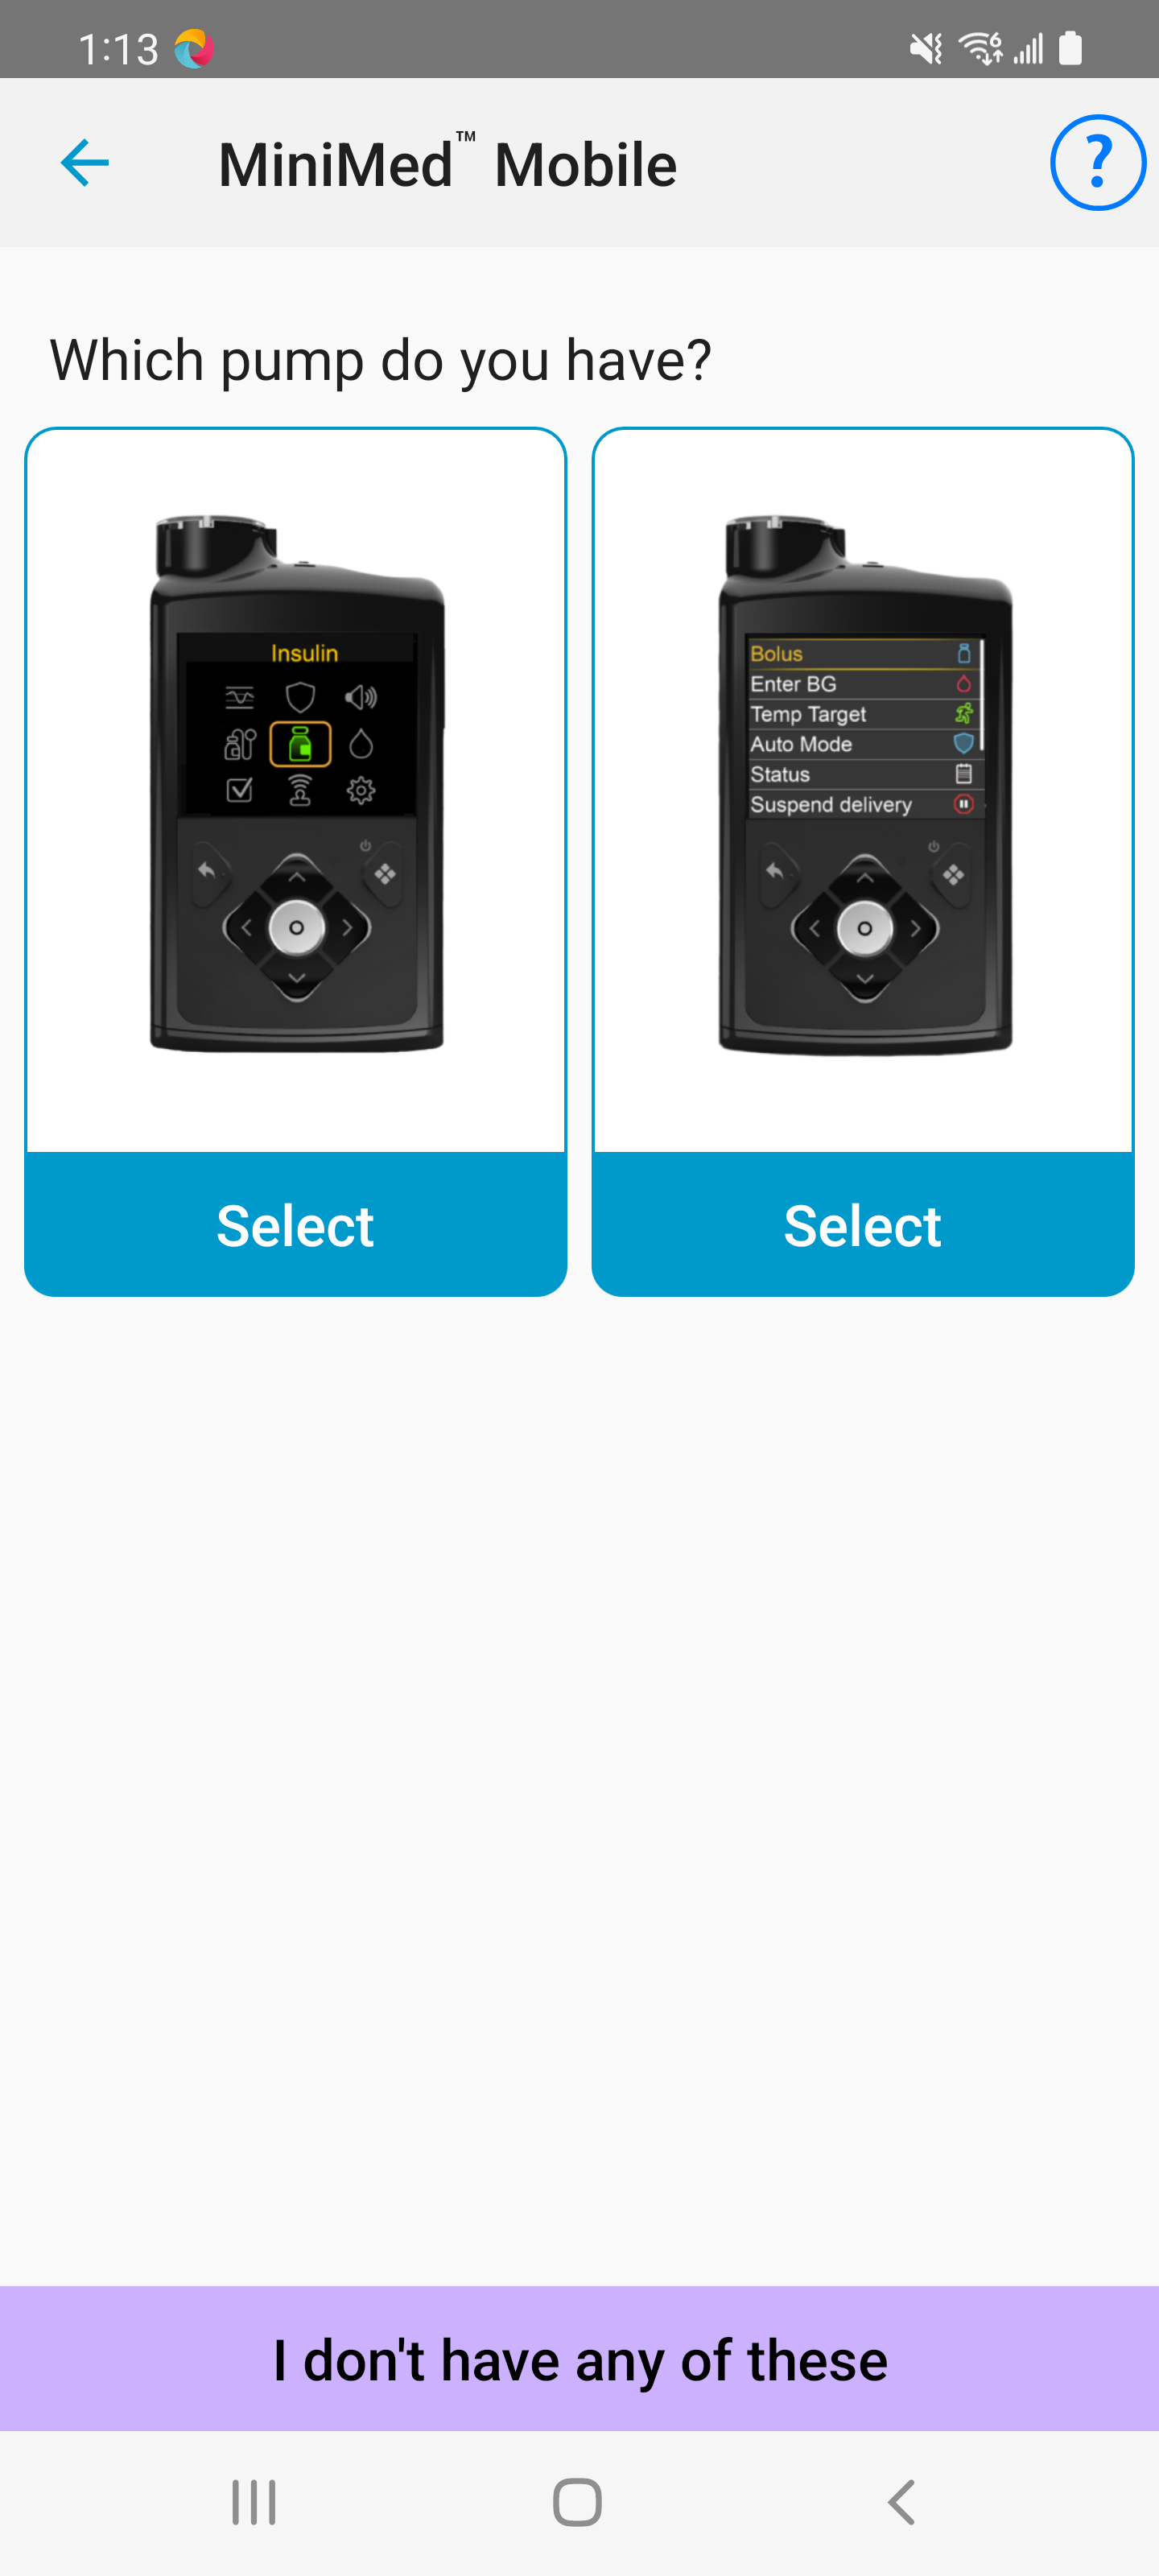 1:13
6
MiniMed™ Mobile
?
Which pump do you have?
Insulin
Bolus
Enter BG
Temp Target
Auto Mode
Status
Suspend delivery
Select
Select
I don't have any of these